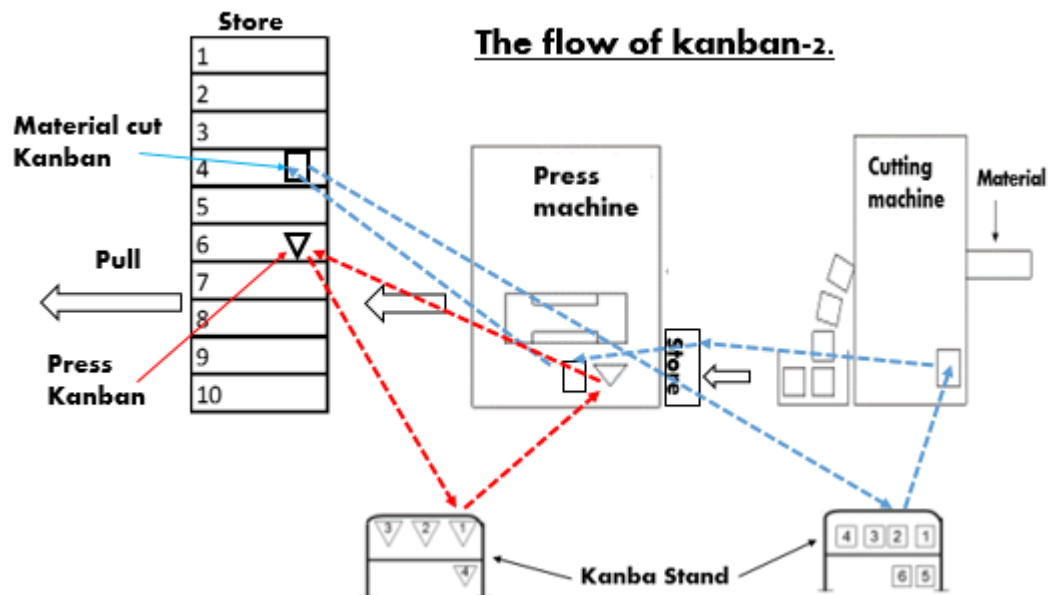 Store
The flow of kanban-2.
1
2
3
4
5
6
7
8
9
10
Material cut
Kanban
Pull
Press
Kanban
Press
machine
Store
Cutting
machine
Material
3 2 1
4
Kanba Stand
4 3 2 1
6 5